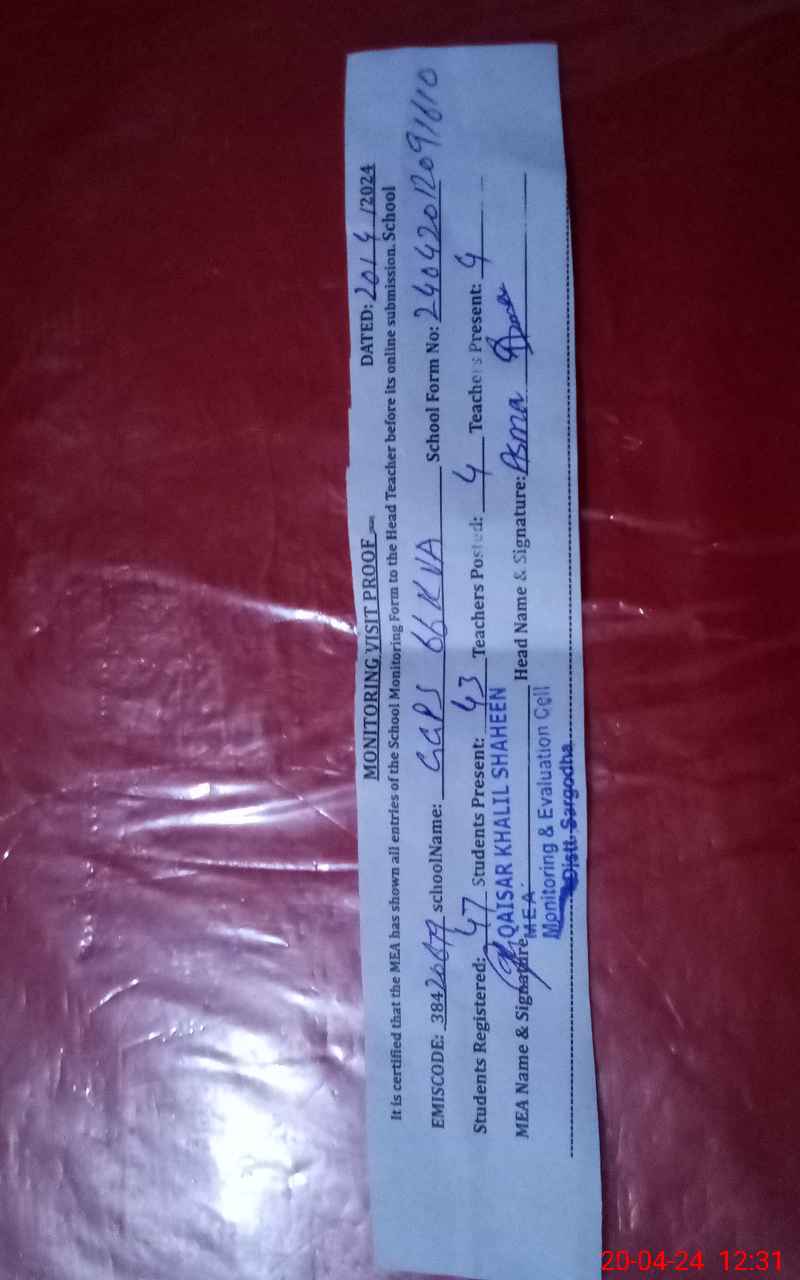 MONITORING VISIT PROOF
DATED: 20/4/2024
It is certified that the MEA has shown all entries of the School Monitoring Form to the Head Teacher before its online submission. School
EMISCODE: 384 schoolName: GGPS 66 KVA School Form No: 24042012091610
Students Registered: 47 Students Present: 43 Teachers Posted: 4 Teachers Present: 4
QAISAR KHALIL SHAHEEN
MEA Name & Signature Head Name & Signature: Asma
MEA
Monitoring & Evaluation Cell
Distt. Sargodha
20-04-24 12:31